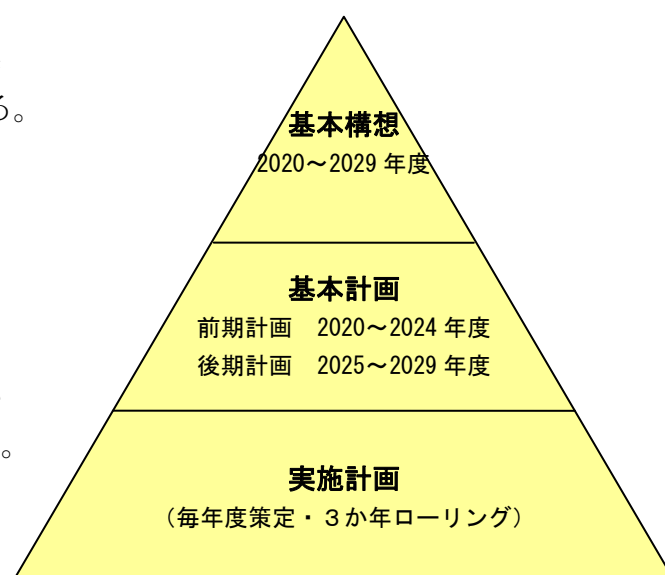 る。
基本構想
2020～2029 年度
基本計画
前期計画　2020～2024 年度
後期計画　2025～2029 年度
。
実施計画
（毎年度策定・３か年ローリング）